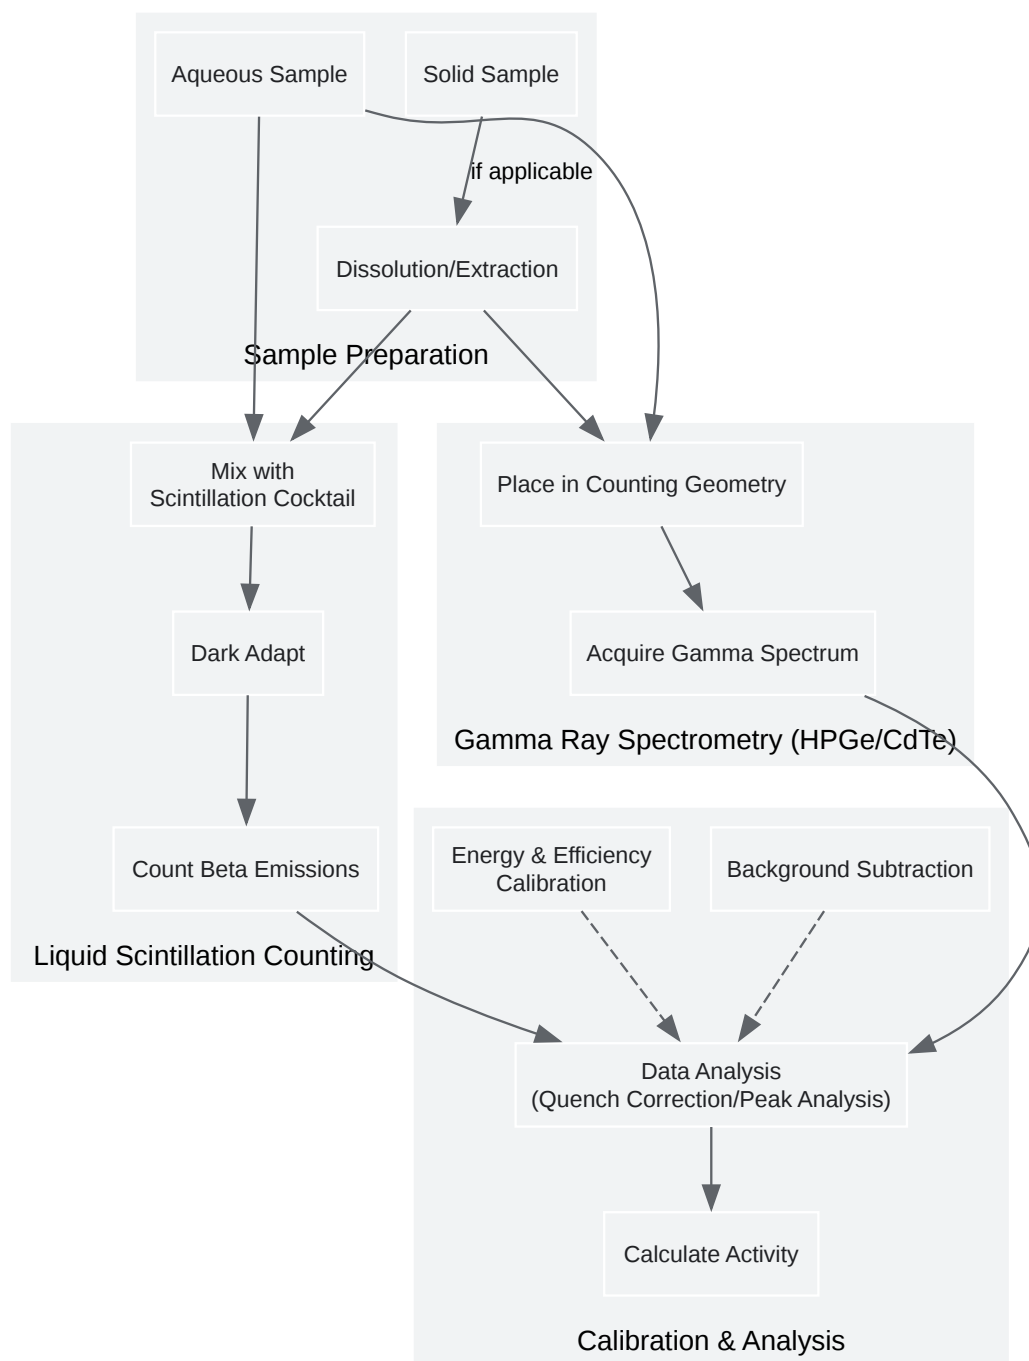 Aqueous Sample
Solid Sample
if applicable
Dissolution/Extraction
Sample Preparation
Mix with
Scintillation Cocktail
Place in Counting Geometry
Dark Adapt
Acquire Gamma Spectrum
Gamma Ray Spectrometry (HPGe/CdTe)
Count Beta Emissions
Energy & Efficiency
Calibration
Background Subtraction
Liquid Scintillation Counting
Data Analysis
(Quench Correction/Peak Analysis)
Calculate Activity
Calibration & Analysis